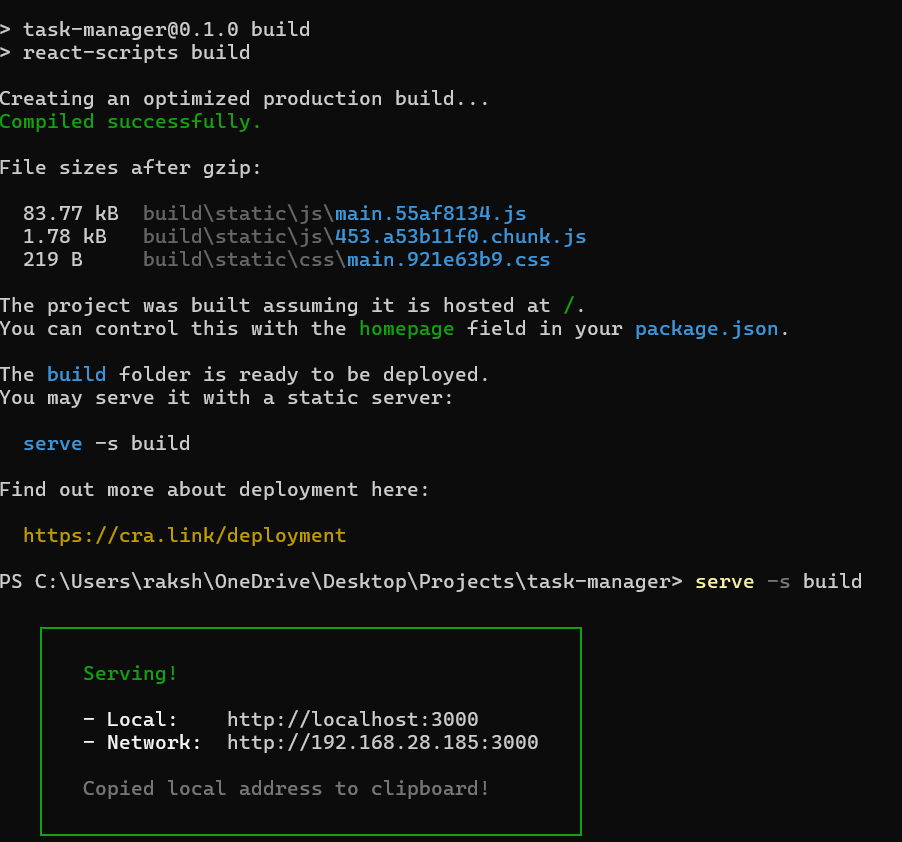 > task-manager@0.1.0 build
> react-scripts build
Creating an optimized production build...
Compiled successfully.
File sizes after gzip:
83.77 kB  build\static\js\main.55af8134.js
1.78 kB   build\static\js\453.a53b11f0.chunk.js
219 B     build\static\css\main.921e63b9.css
The project was built assuming it is hosted at /.
You can control this with the homepage field in your package.json.
The build folder is ready to be deployed.
You may serve it with a static server:
serve -s build
Find out more about deployment here:
https://cra.link/deployment
PS C:\Users\raksh\OneDrive\Desktop\Projects\task-manager> serve -s build
Serving!
- Local:    http://localhost:3000
- Network:  http://192.168.28.185:3000
Copied local address to clipboard!